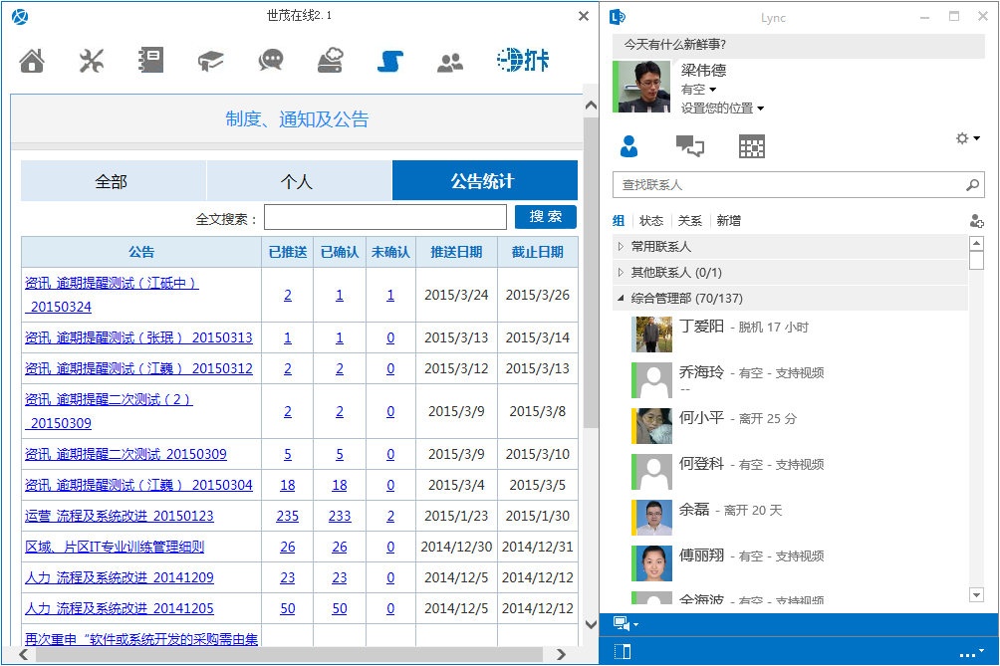 世茂在线2.1
打卡
制度、通知及公告
全部 个人 公告统计
全文搜索： 搜 索
公告 已推送 已确认 未确认 推送日期 截止日期
资讯_逾期提醒测试（江砥中）
_20150324 2 1 1 2015/3/24 2015/3/26
资讯_逾期提醒测试（张珉）_20150313 1 1 0 2015/3/13 2015/3/14
资讯_逾期提醒测试（江巍）_20150312 2 2 0 2015/3/12 2015/3/13
资讯_逾期提醒二次测试（2）
_20150309 2 2 0 2015/3/9 2015/3/8
资讯_逾期提醒二次测试_20150309 5 5 0 2015/3/9 2015/3/10
资讯_逾期提醒测试（江巍）_20150304 18 18 0 2015/3/4 2015/3/5
运营_流程及系统改进_20150123 235 233 2 2015/1/23 2015/1/30
区域、片区IT专业训练管理细则 26 26 0 2014/12/30 2014/12/31
人力_流程及系统改进_20141209 23 23 0 2014/12/5 2014/12/12
人力_流程及系统改进_20141205 50 50 0 2014/12/5 2014/12/12
再次重申“软件或系统开发的采购需由集
Lync
今天有什么新鲜事?
梁伟德
有空
设置您的位置
查找联系人
组 状态 关系 新增
常用联系人
其他联系人 (0/1)
综合管理部 (70/137)
丁爱阳 - 脱机 17 小时
乔海玲 - 有空 - 支持视频
--
何小平 - 离开 25 分
何登科 - 有空 - 支持视频
余磊 - 离开 20 天
傅丽翔 - 有空 - 支持视频
全海波 - 有空 - 支持视频